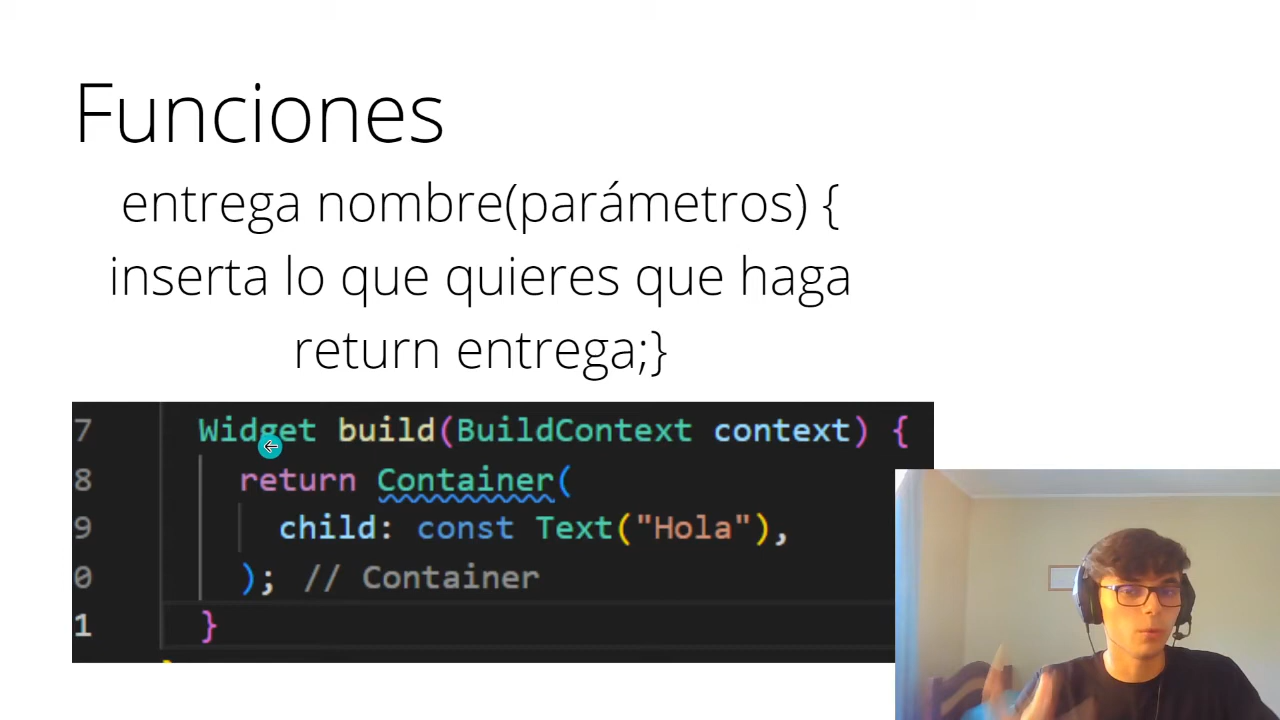 Funciones
entrega nombre(parámetros) {
inserta lo que quieres que haga
return entrega;}
7 Widget build(BuildContext context) {
8 return Container(
9 child: const Text("Hola"),
0 ); // Container
1 }